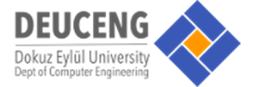 DEUCENG
Dokuz Eylül University
Dept of Computer Engineering